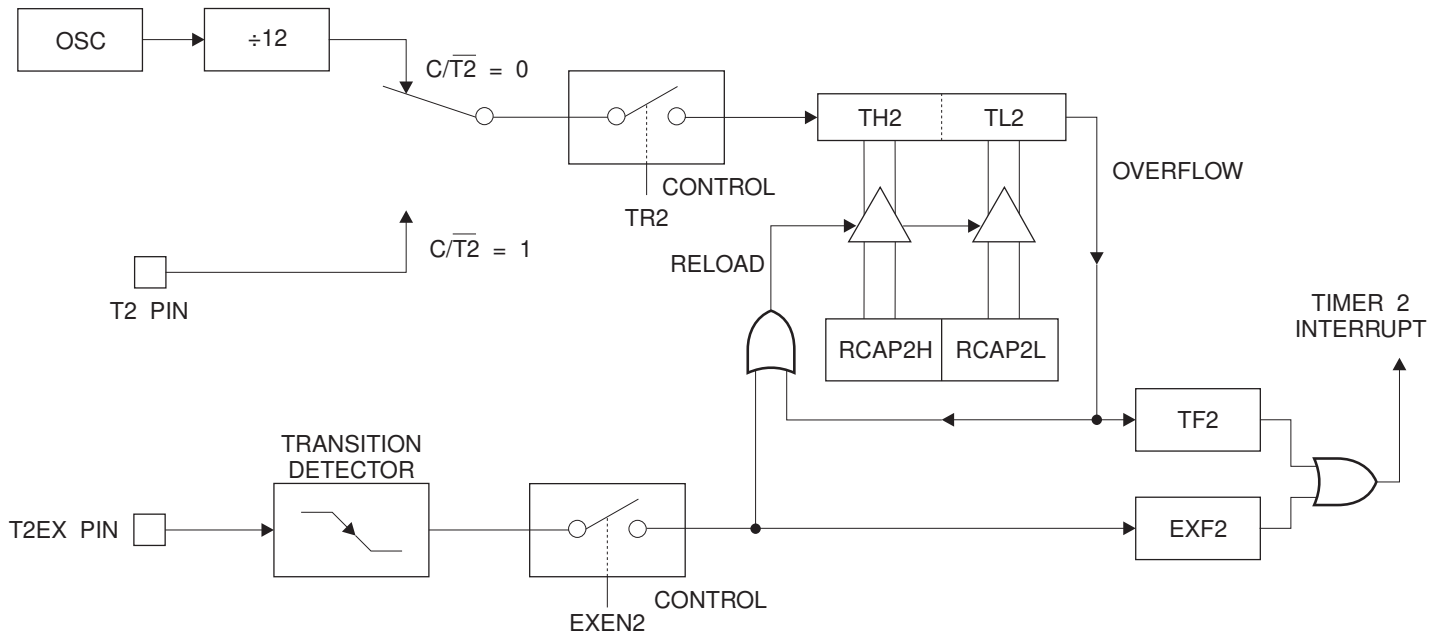 OSC
÷12
C/T2̅ = 0
TH2
TL2
CONTROL
TR2
OVERFLOW
C/T2̅ = 1
RELOAD
T2 PIN
TIMER 2
INTERRUPT
RCAP2H
RCAP2L
TF2
TRANSITION
DETECTOR
T2EX PIN
EXF2
CONTROL
EXEN2